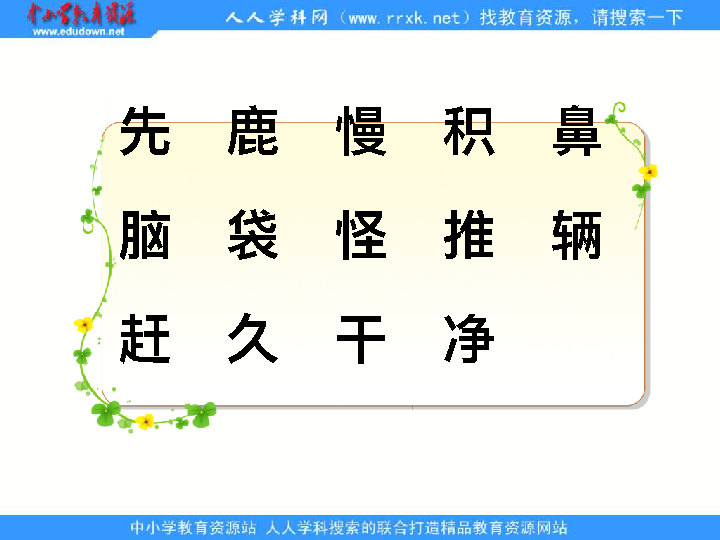 中小学教育资源
www.edudown.net
人人学科网（www.rrxk.net）找教育资源，请搜索一下
先 鹿 慢 积 鼻
脑 袋 怪 推 辆
赶 久 干 净
中小学教育资源站 人人学科搜索的联合打造精品教育资源网站